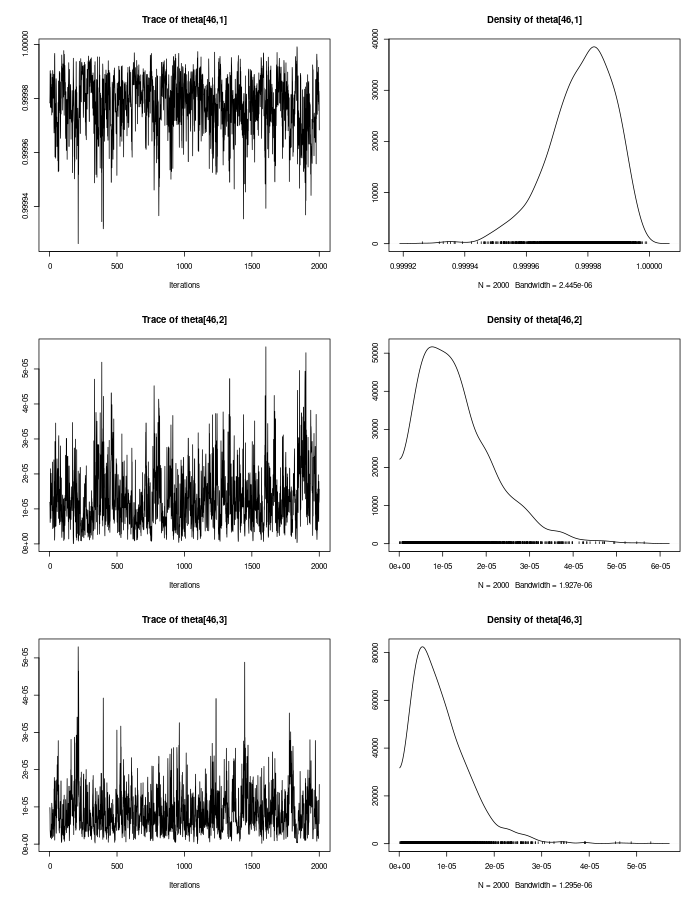 Trace of theta[46,1]
0.99994 0.99996 0.99998 1.00000
0 500 1000 1500 2000
Iterations
Density of theta[46,1]
0 10000 20000 30000 40000
0.99992 0.99994 0.99996 0.99998 1.00000
N = 2000 Bandwidth = 2.445e-06
Trace of theta[46,2]
0e+00 1e-05 2e-05 3e-05 4e-05 5e-05
0 500 1000 1500 2000
Iterations
Density of theta[46,2]
0 10000 20000 30000 40000 50000
0e+00 1e-05 2e-05 3e-05 4e-05 5e-05 6e-05
N = 2000 Bandwidth = 1.927e-06
Trace of theta[46,3]
0e+00 1e-05 2e-05 3e-05 4e-05 5e-05
0 500 1000 1500 2000
Iterations
Density of theta[46,3]
0 20000 40000 60000 80000
0e+00 1e-05 2e-05 3e-05 4e-05 5e-05
N = 2000 Bandwidth = 1.295e-06